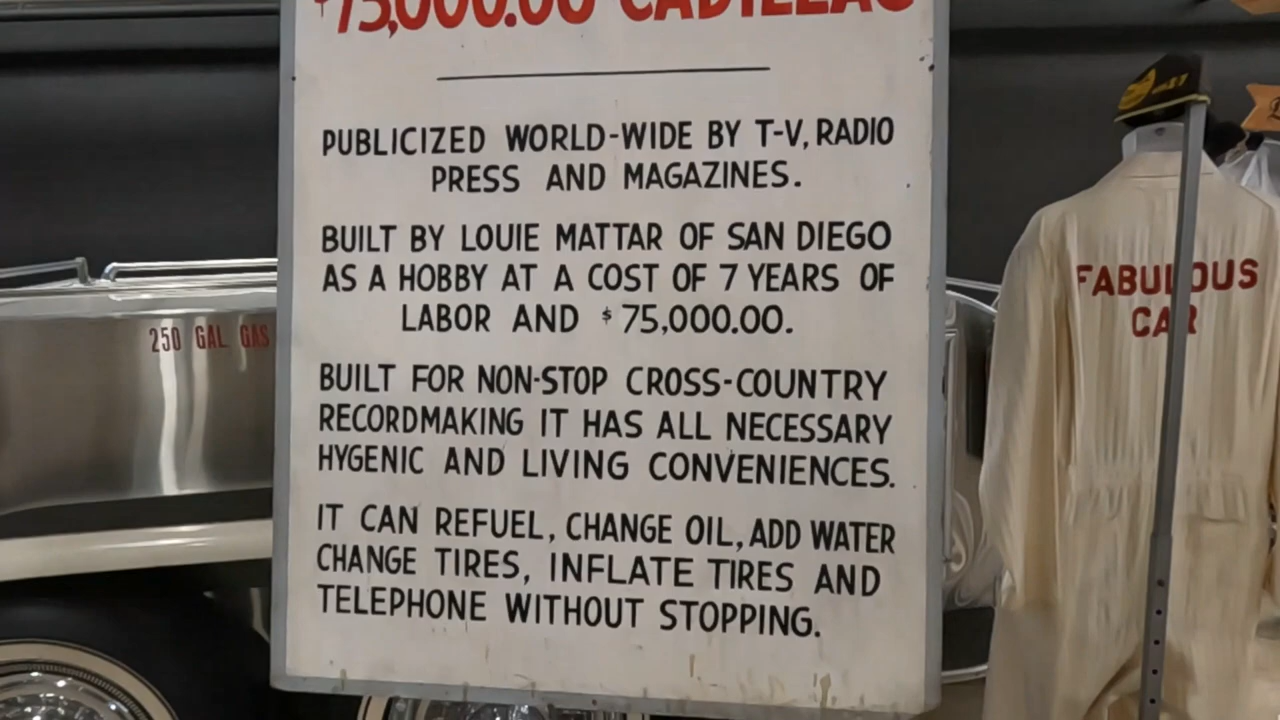 $75,000.00 CADILLAC
PUBLICIZED WORLD-WIDE BY T-V, RADIO
PRESS AND MAGAZINES.
BUILT BY LOUIE MATTAR OF SAN DIEGO
AS A HOBBY AT A COST OF 7 YEARS OF
LABOR AND $75,000.00.
BUILT FOR NON-STOP CROSS-COUNTRY
RECORDMAKING IT HAS ALL NECESSARY
HYGENIC AND LIVING CONVENIENCES.
IT CAN REFUEL, CHANGE OIL, ADD WATER
CHANGE TIRES, INFLATE TIRES AND
TELEPHONE WITHOUT STOPPING.
250 GAL GAS
FABULOUS
CAR